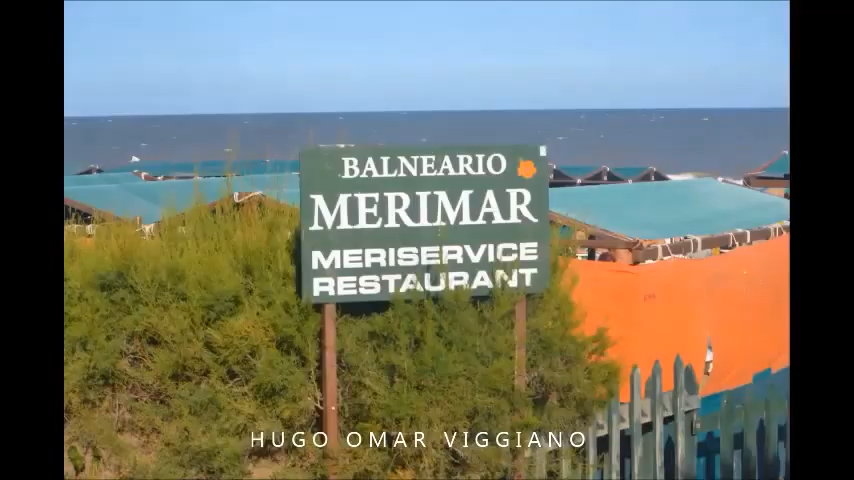 BALNEARIO
MERIMAR
MERISERVICE
RESTAURANT
HUGO OMAR VIGGIANO